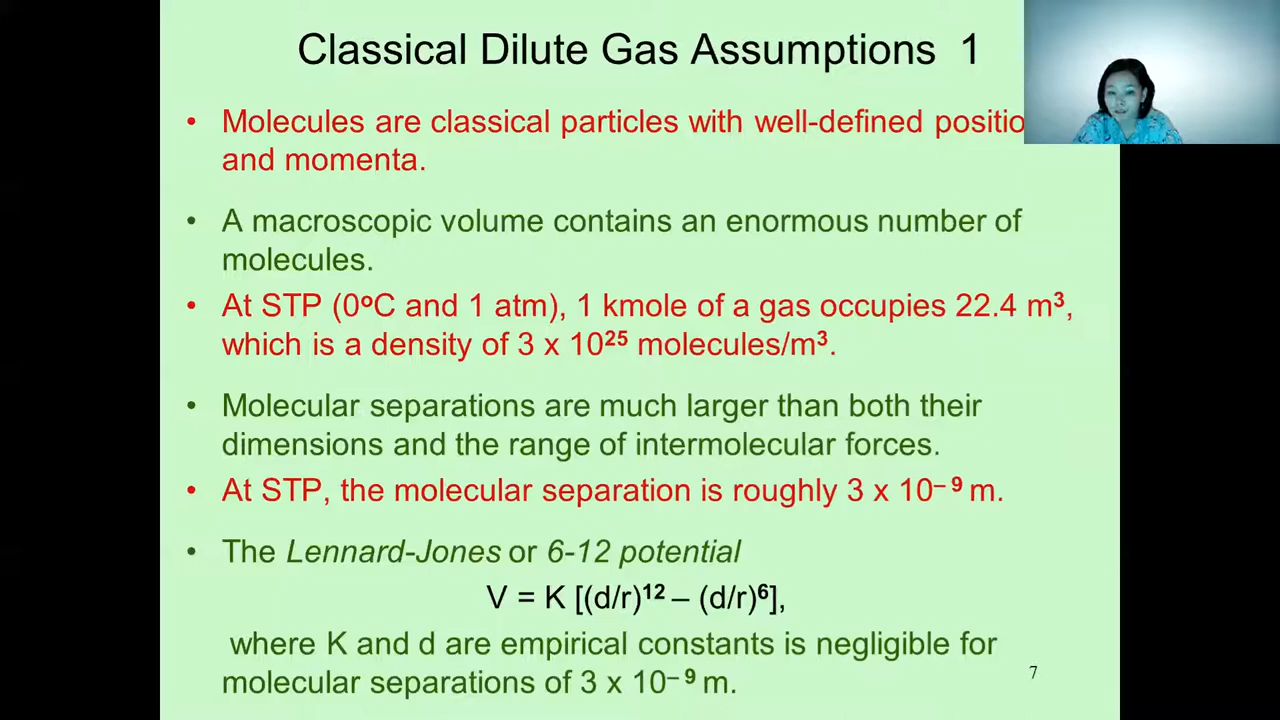 Classical Dilute Gas Assumptions 1
• Molecules are classical particles with well-defined positio
and momenta.
• A macroscopic volume contains an enormous number of
molecules.
• At STP (0°C and 1 atm), 1 kmole of a gas occupies 22.4 m³,
which is a density of 3 x 10²⁵ molecules/m³.
• Molecular separations are much larger than both their
dimensions and the range of intermolecular forces.
• At STP, the molecular separation is roughly 3 x 10⁻⁹ m.
• The Lennard-Jones or 6-12 potential
V = K [(d/r)¹² – (d/r)⁶],
where K and d are empirical constants is negligible for
molecular separations of 3 x 10⁻⁹ m.
7